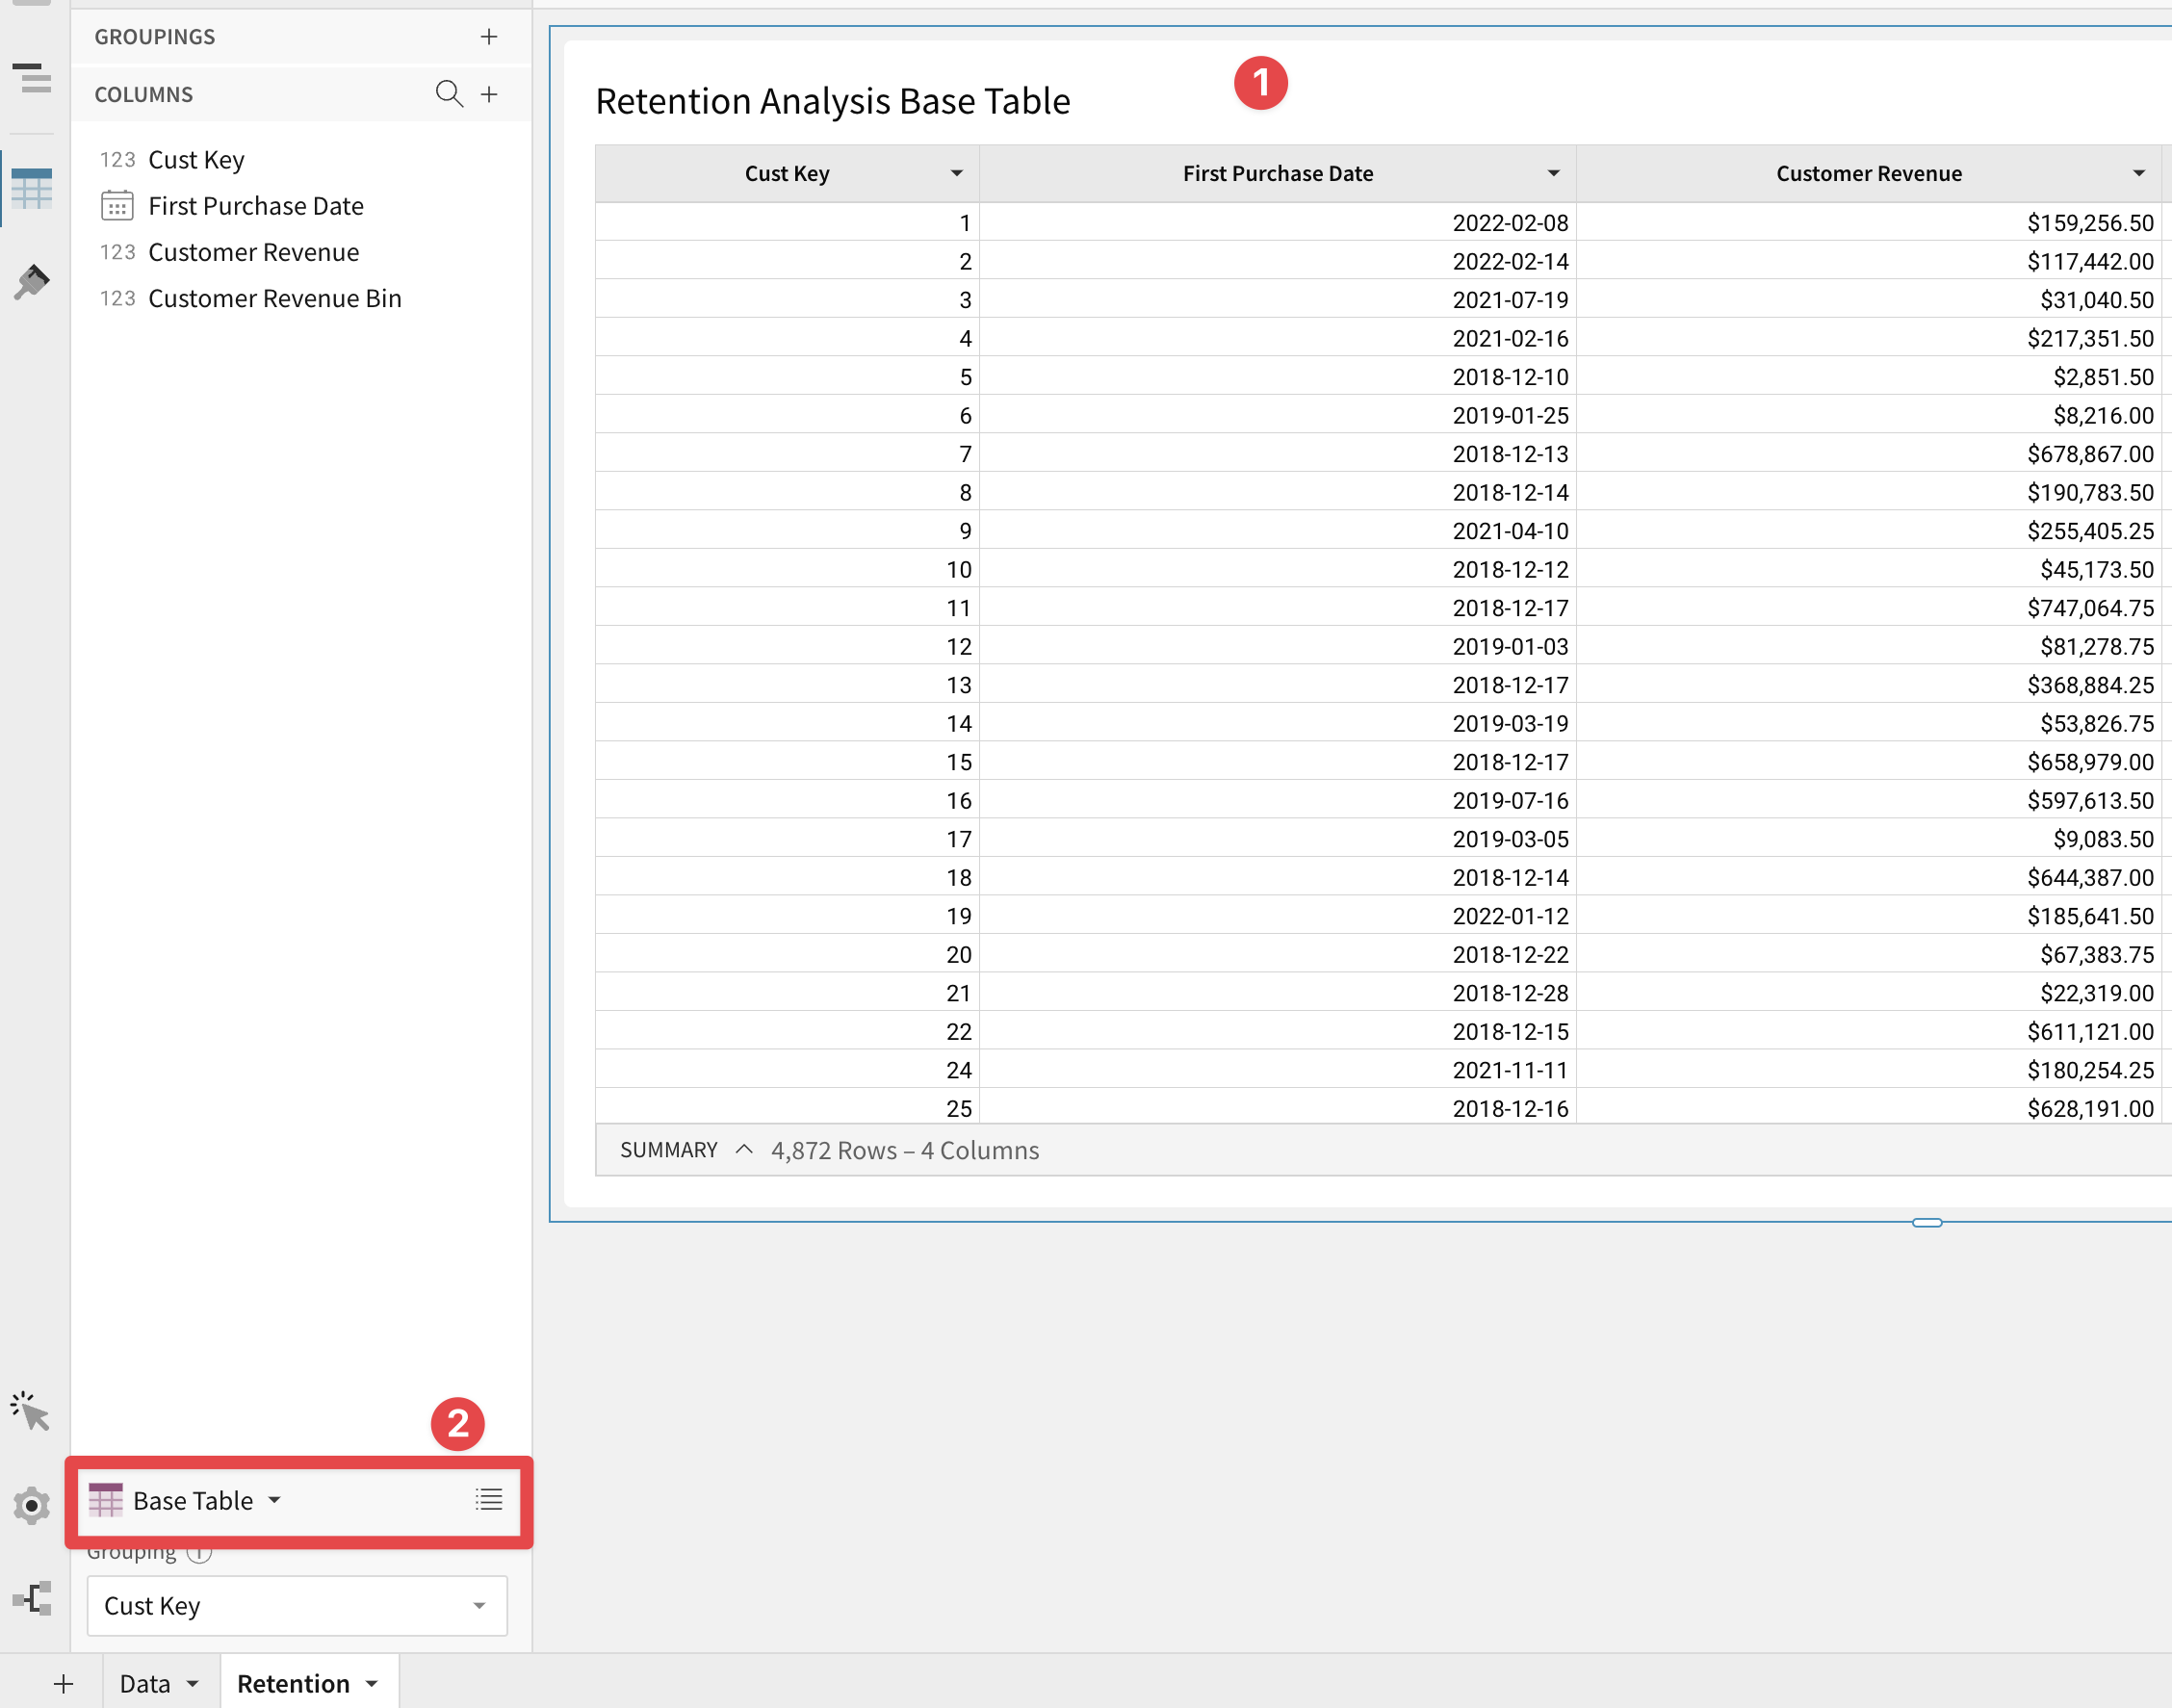 GROUPINGS
COLUMNS
123 Cust Key
First Purchase Date
123 Customer Revenue
123 Customer Revenue Bin
1
Retention Analysis Base Table
Cust Key First Purchase Date Customer Revenue
1 2022-02-08 $159,256.50
2 2022-02-14 $117,442.00
3 2021-07-19 $31,040.50
4 2021-02-16 $217,351.50
5 2018-12-10 $2,851.50
6 2019-01-25 $8,216.00
7 2018-12-13 $678,867.00
8 2018-12-14 $190,783.50
9 2021-04-10 $255,405.25
10 2018-12-12 $45,173.50
11 2018-12-17 $747,064.75
12 2019-01-03 $81,278.75
13 2018-12-17 $368,884.25
14 2019-03-19 $53,826.75
15 2018-12-17 $658,979.00
16 2019-07-16 $597,613.50
17 2019-03-05 $9,083.50
18 2018-12-14 $644,387.00
19 2022-01-12 $185,641.50
20 2018-12-22 $67,383.75
21 2018-12-28 $22,319.00
22 2018-12-15 $611,121.00
24 2021-11-11 $180,254.25
25 2018-12-16 $628,191.00
SUMMARY 4,872 Rows – 4 Columns
2
Base Table
Grouping
Cust Key
Data Retention